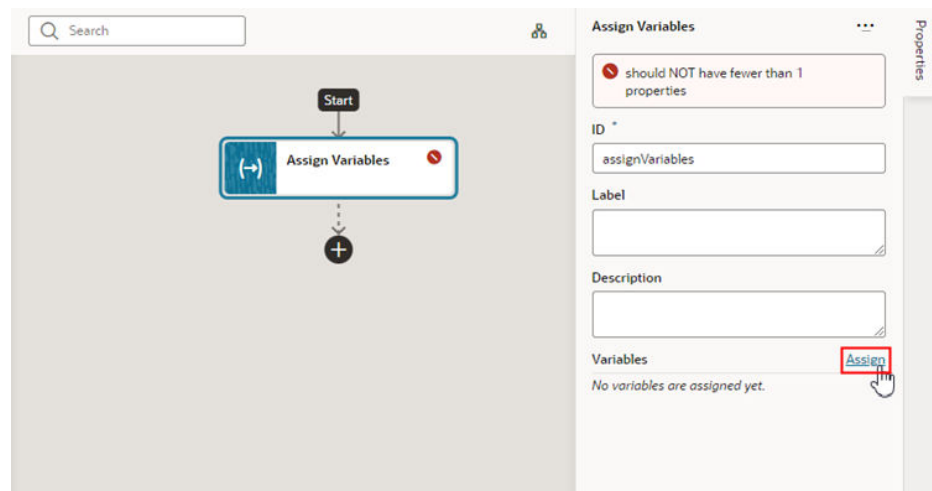 Search
Start
(→) Assign Variables
Assign Variables
should NOT have fewer than 1
properties
ID *
assignVariables
Label
Description
Variables Assign
No variables are assigned yet.
Properties